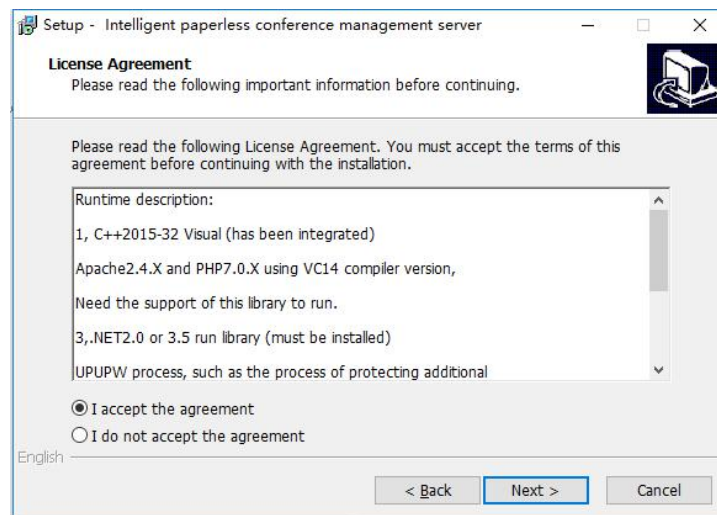 Setup - Intelligent paperless conference management server
License Agreement
Please read the following important information before continuing.
Please read the following License Agreement. You must accept the terms of this
agreement before continuing with the installation.
Runtime description:
1, C++2015-32 Visual (has been integrated)
Apache2.4.X and PHP7.0.X using VC14 compiler version,
Need the support of this library to run.
3,.NET2.0 or 3.5 run library (must be installed)
UPUPW process, such as the process of protecting additional
I accept the agreement
I do not accept the agreement
English
< Back
Next >
Cancel